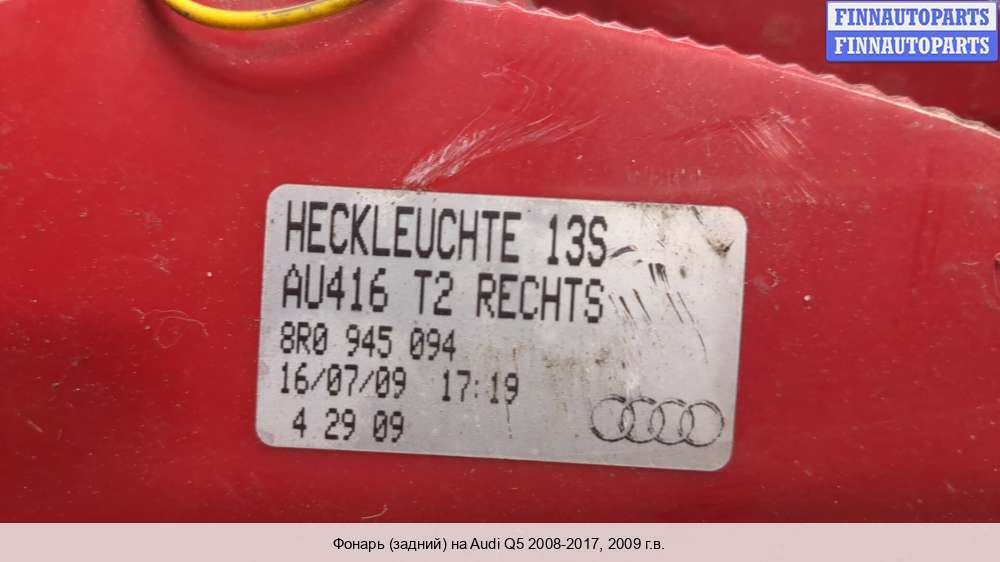 FINNAUTOPARTS
FINNAUTOPARTS
HECKLEUCHTE 13S
AU416 T2 RECHTS
8R0 945 094
16/07/09 17:19
4 29 09
Фонарь (задний) на Audi Q5 2008-2017, 2009 г.в.